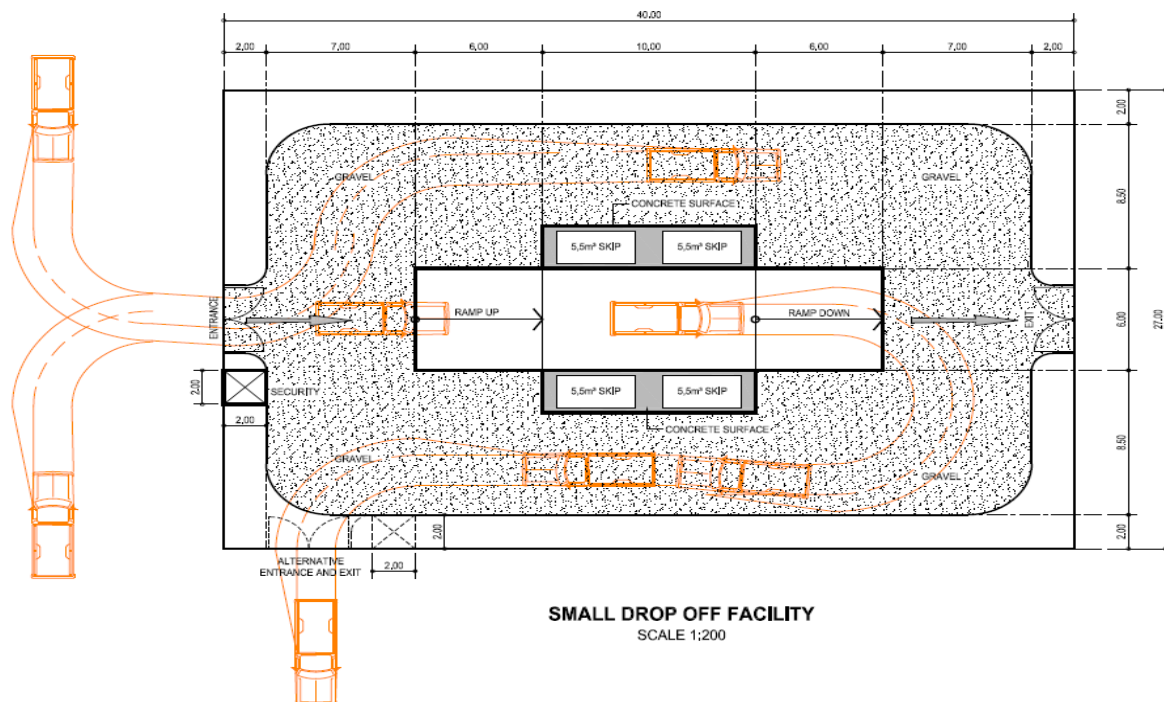 40.00
2,00
7,00
6,00
10,00
6,00
7,00
2,00
2,00
GRAVEL
GRAVEL
8,50
CONCRETE SURFACE
5,5m³ SKIP
5,5m³ SKIP
ENTRANCE
RAMP UP
RAMP DOWN
EXIT
6,00
27,00
2,00
SECURITY
2,00
5,5m³ SKIP
5,5m³ SKIP
CONCRETE SURFACE
GRAVEL
GRAVEL
8,50
2,00
2,00
ALTERNATIVE
ENTRANCE AND EXIT
2,00
SMALL DROP OFF FACILITY
SCALE 1;200